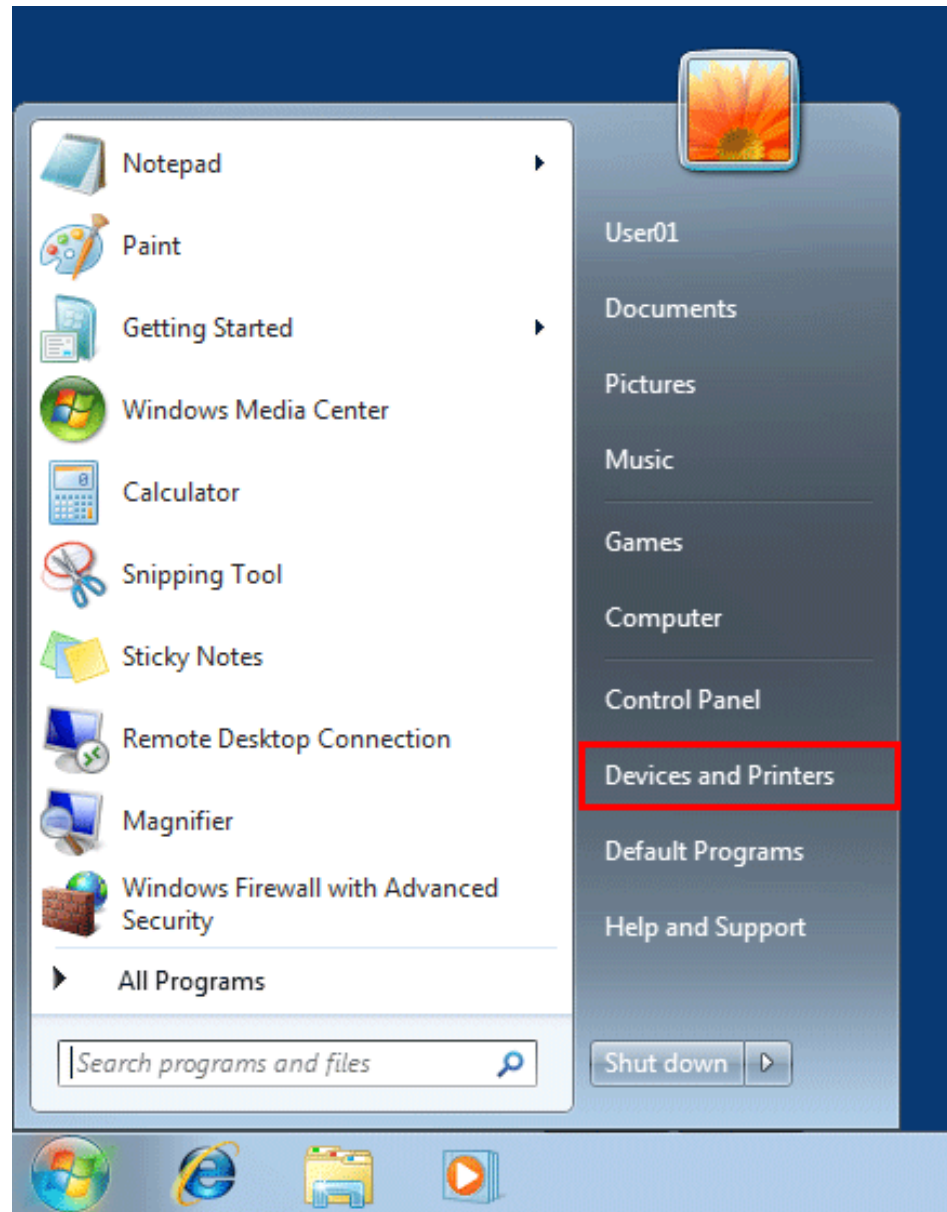 Notepad
Paint
Getting Started
Windows Media Center
Calculator
Snipping Tool
Sticky Notes
Remote Desktop Connection
Magnifier
Windows Firewall with Advanced
Security
All Programs
Search programs and files
User01
Documents
Pictures
Music
Games
Computer
Control Panel
Devices and Printers
Default Programs
Help and Support
Shut down